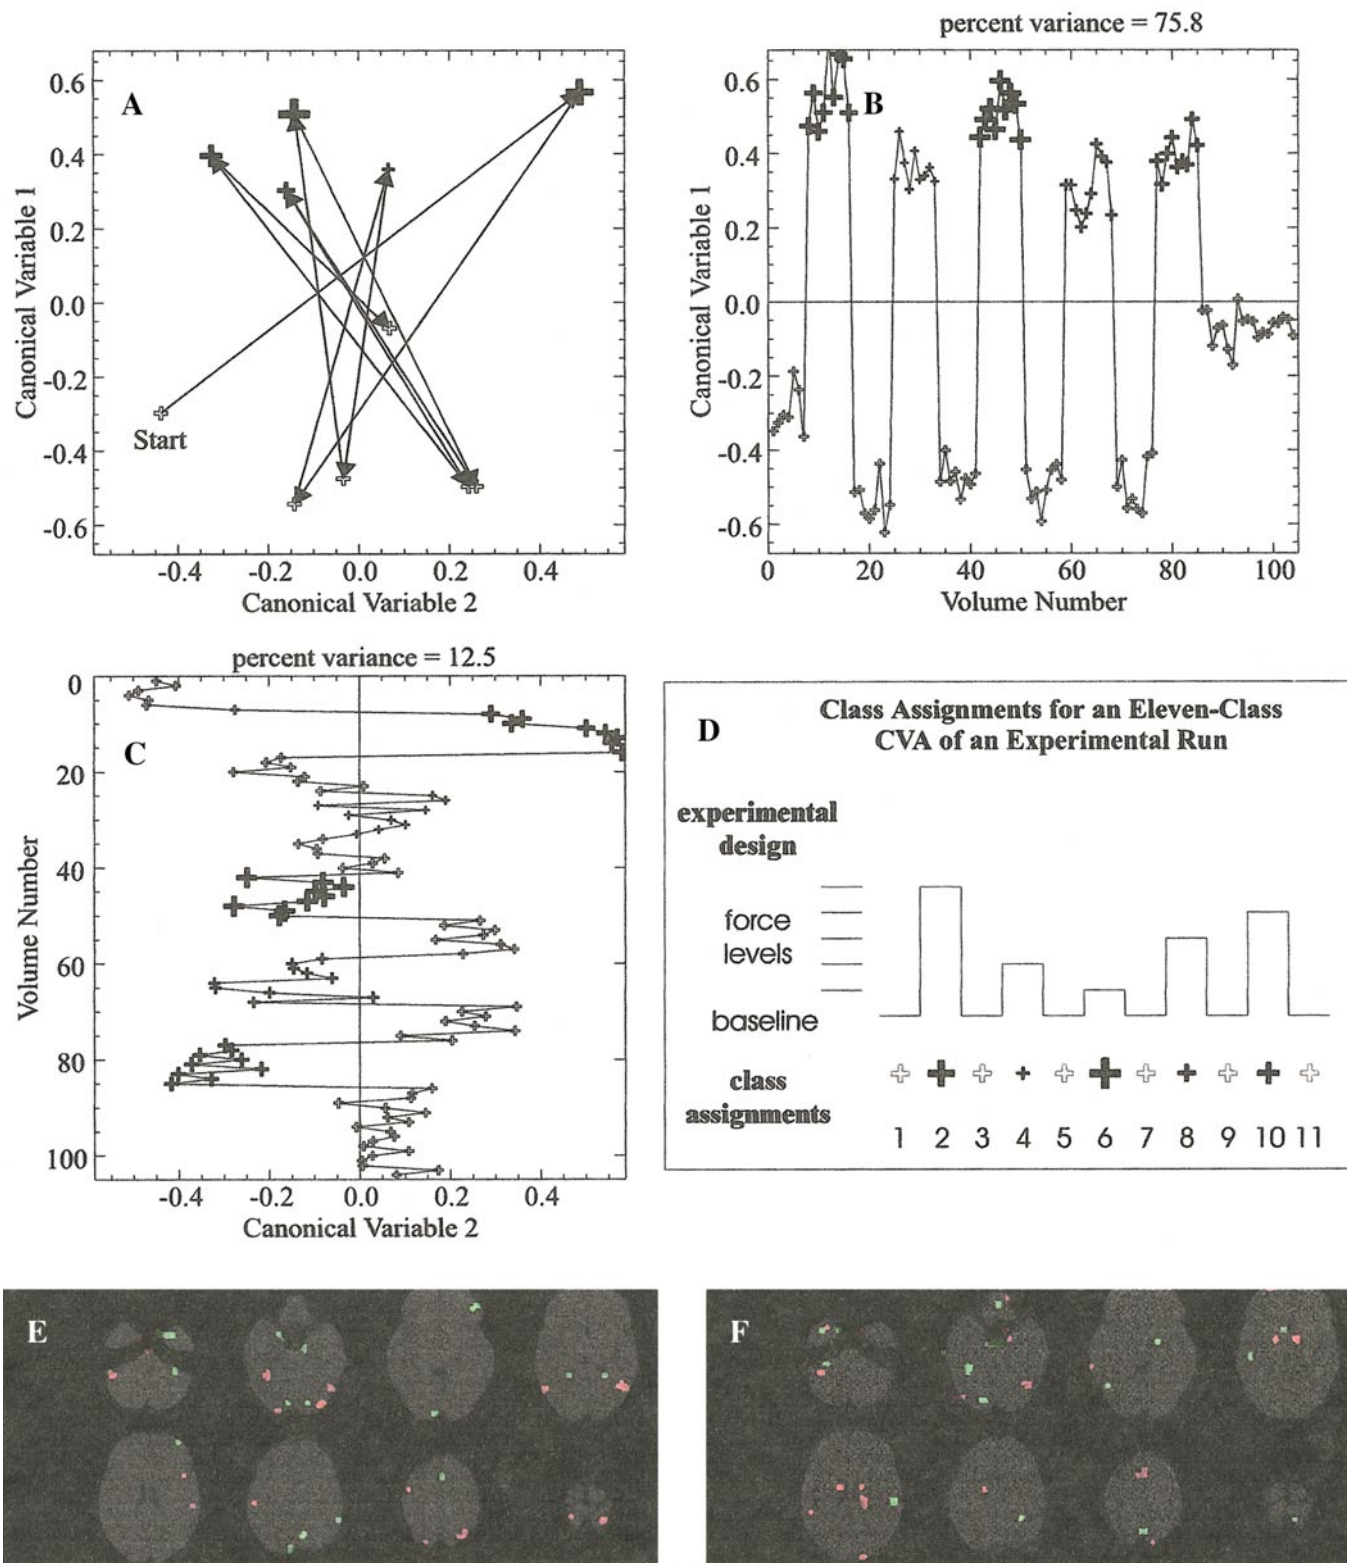 percent variance = 75.8
A
0.6
0.4
0.2
0.0
-0.2
-0.4
-0.6
Canonical Variable 1
Start
-0.4 -0.2 0.0 0.2 0.4
Canonical Variable 2
B
0.6
0.4
0.2
0.0
-0.2
-0.4
-0.6
Canonical Variable 1
0 20 40 60 80 100
Volume Number
percent variance = 12.5
C
0
20
40
60
80
100
Volume Number
-0.4 -0.2 0.0 0.2 0.4
Canonical Variable 2
D
Class Assignments for an Eleven-Class
CVA of an Experimental Run
experimental
design
force
levels
baseline
class
assignments
1 2 3 4 5 6 7 8 9 10 11
E
F